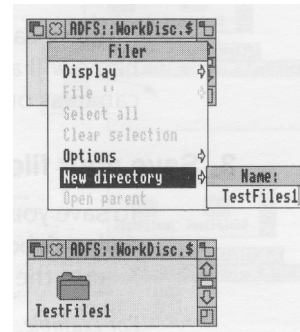 ADFS::WorkDisc.$
Filer
Display
File ‘‘
Select all
Clear selection
Options
New directory
Name:
TestFiles1
Open parent
ADFS::WorkDisc.$
TestFiles1